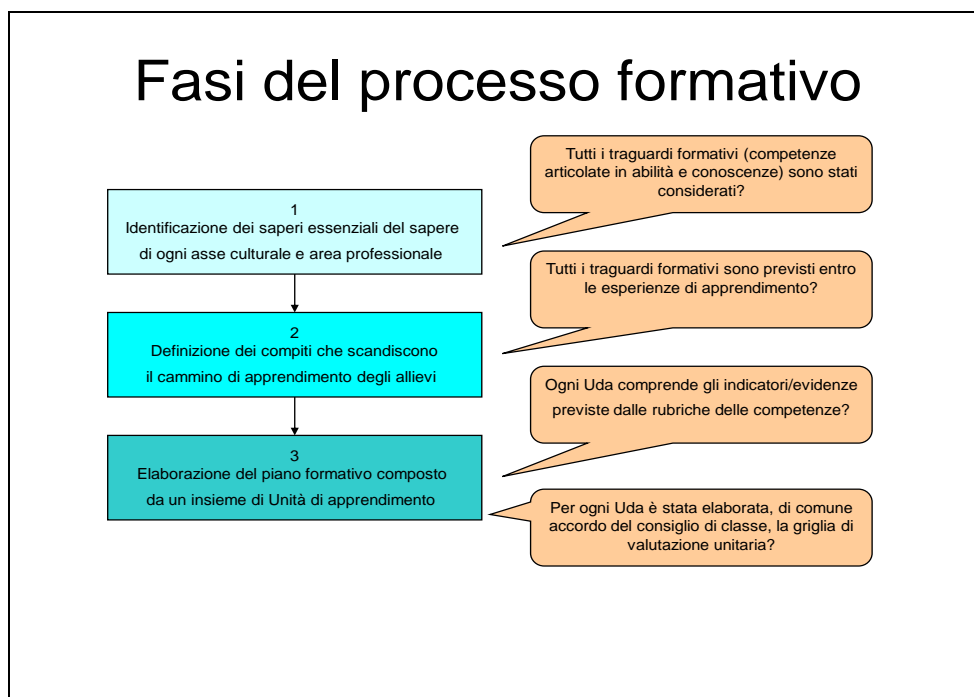 Fasi del processo formativo
Tutti i traguardi formativi (competenze
articolate in abilità e conoscenze) sono stati
considerati?
1
Identificazione dei saperi essenziali del sapere
di ogni asse culturale e area professionale
Tutti i traguardi formativi sono previsti entro
le esperienze di apprendimento?
2
Definizione dei compiti che scandiscono
il cammino di apprendimento degli allievi
Ogni Uda comprende gli indicatori/evidenze
previste dalle rubriche delle competenze?
3
Elaborazione del piano formativo composto
da un insieme di Unità di apprendimento
Per ogni Uda è stata elaborata, di comune
accordo del consiglio di classe, la griglia di
valutazione unitaria?